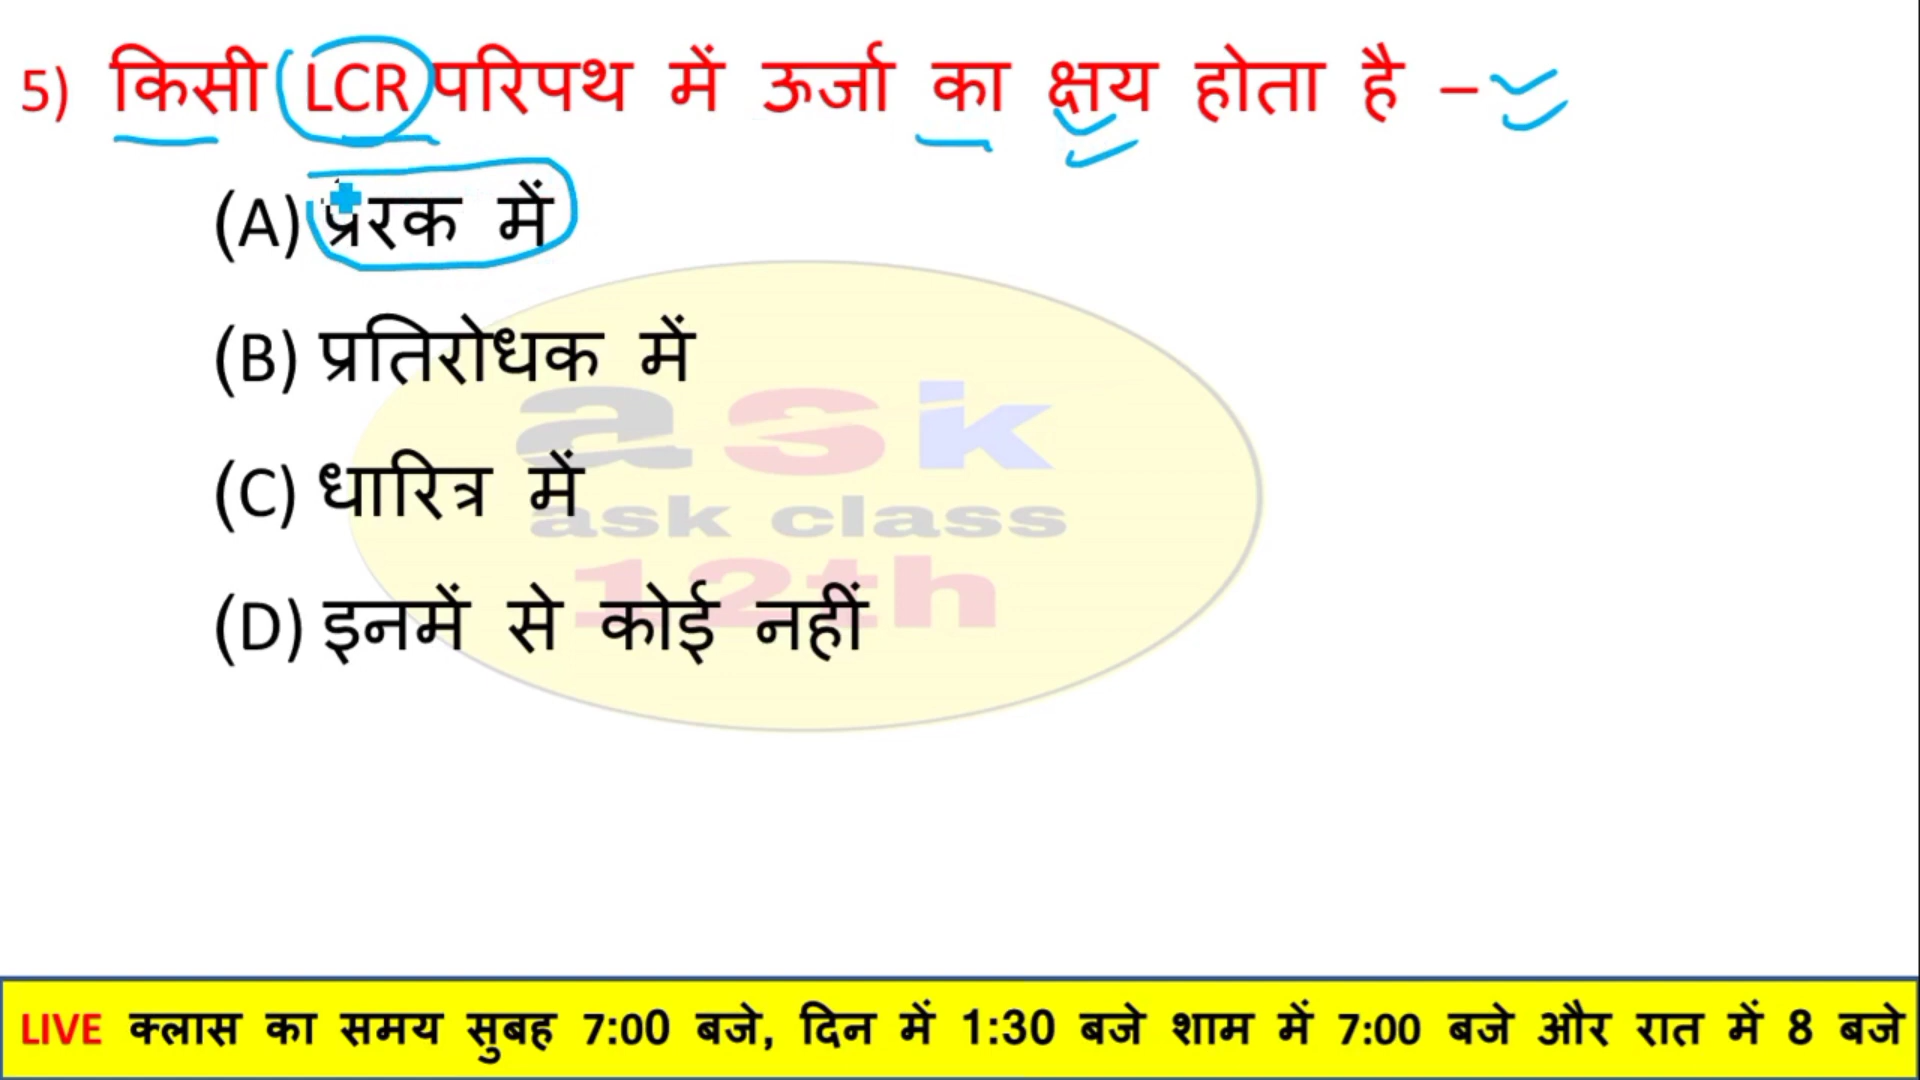 5) किसी LCR परिपथ में ऊर्जा का क्षय होता है –
(A) प्रेरक में
(B) प्रतिरोधक में
(C) धारित्र में
(D) इनमें से कोई नहीं
ask
ask class
12th
LIVE क्लास का समय सुबह 7:00 बजे, दिन में 1:30 बजे शाम में 7:00 बजे और रात में 8 बजे